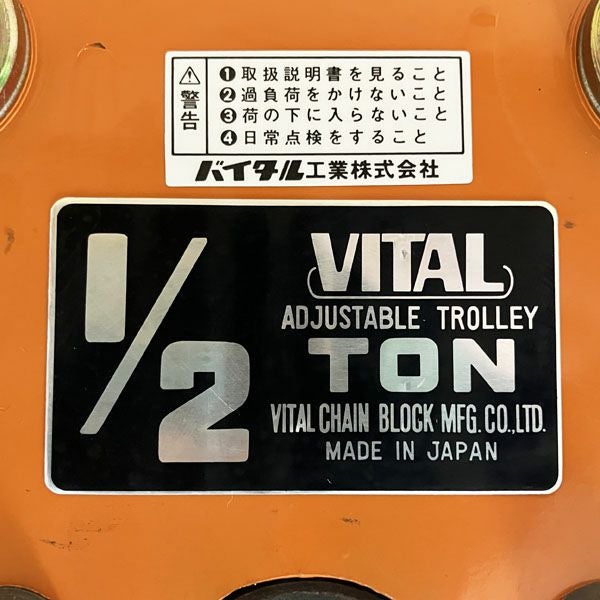 警告
❶取扱説明書を見ること
❷過負荷をかけないこと
❸荷の下に入らないこと
❹日常点検をすること
バイタル工業株式会社
1/2
VITAL
ADJUSTABLE TROLLEY
TON
VITAL CHAIN BLOCK MFG. CO., LTD.
MADE IN JAPAN